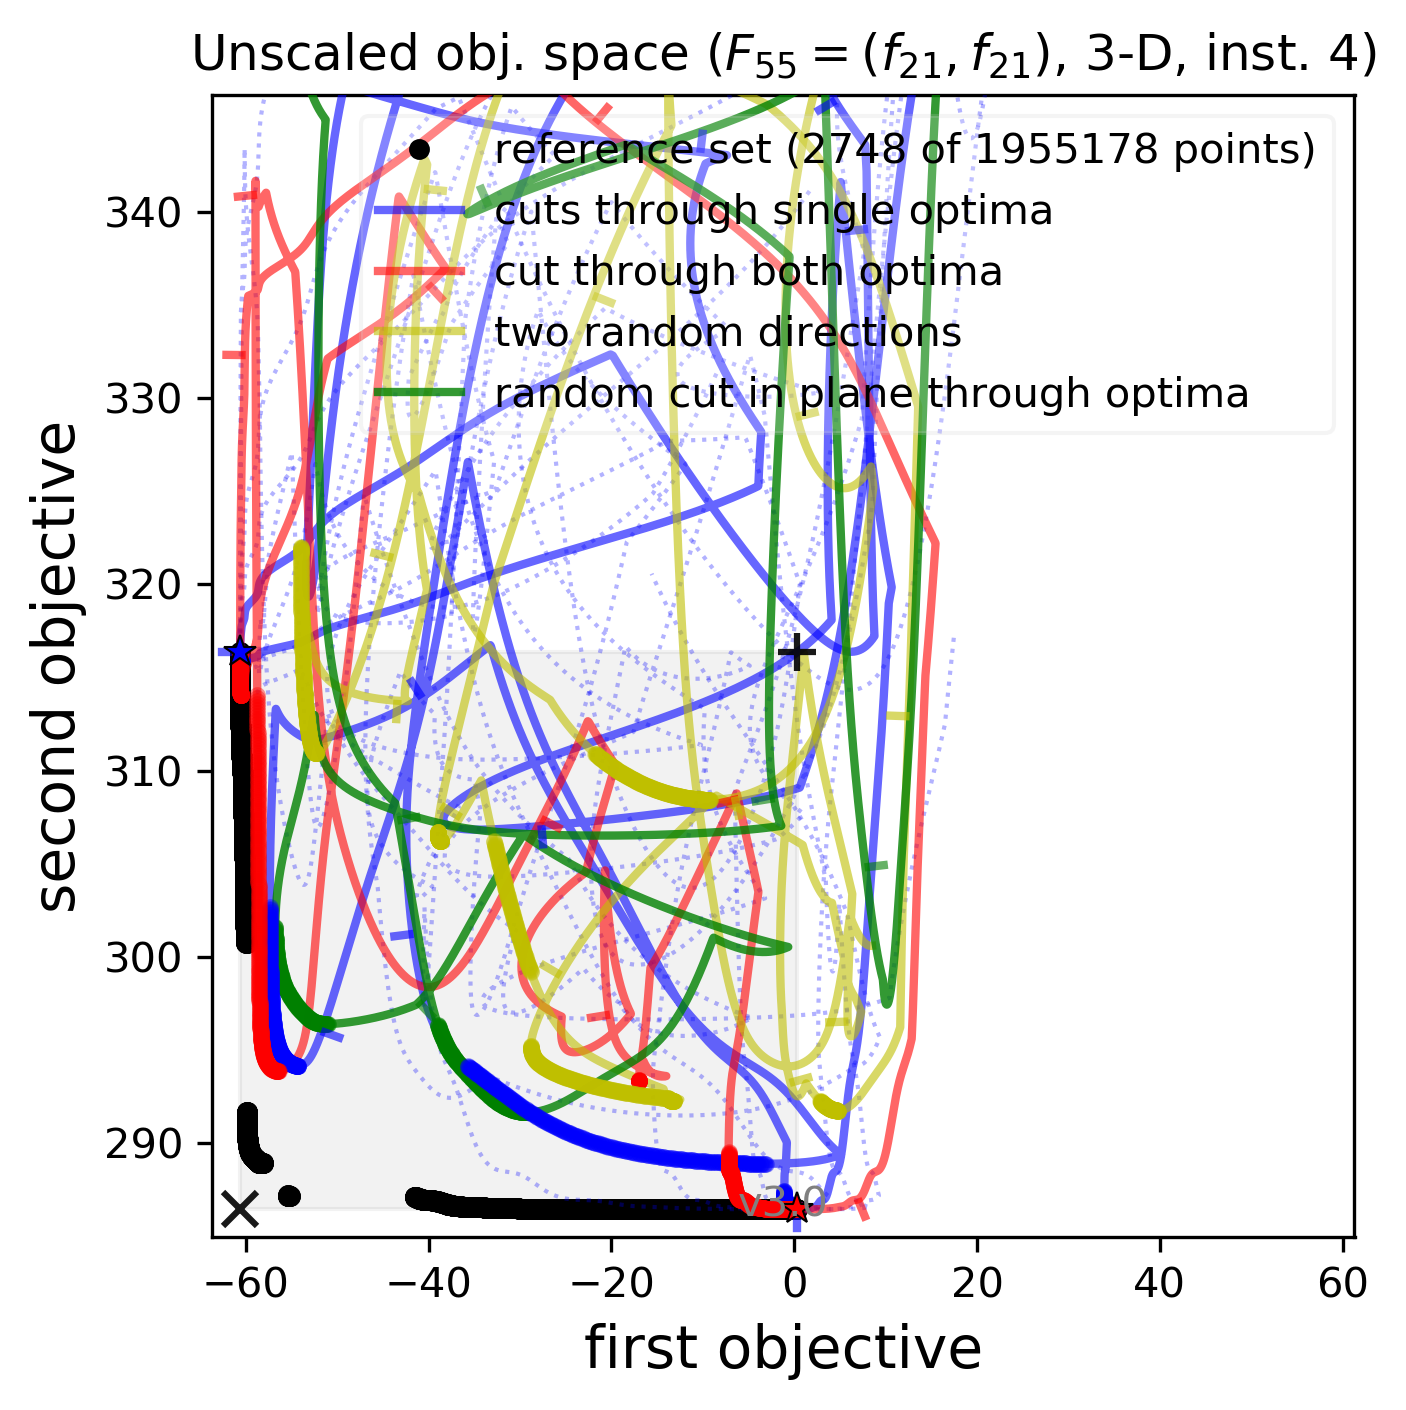 Unscaled obj. space (F₅₅ = (f₂₁, f₂₁), 3-D, inst. 4)
reference set (2748 of 1955178 points)
cuts through single optima
cut through both optima
two random directions
random cut in plane through optima
second objective
340
330
320
310
300
290
v3.0
−60
−40
−20
0
20
40
60
first objective